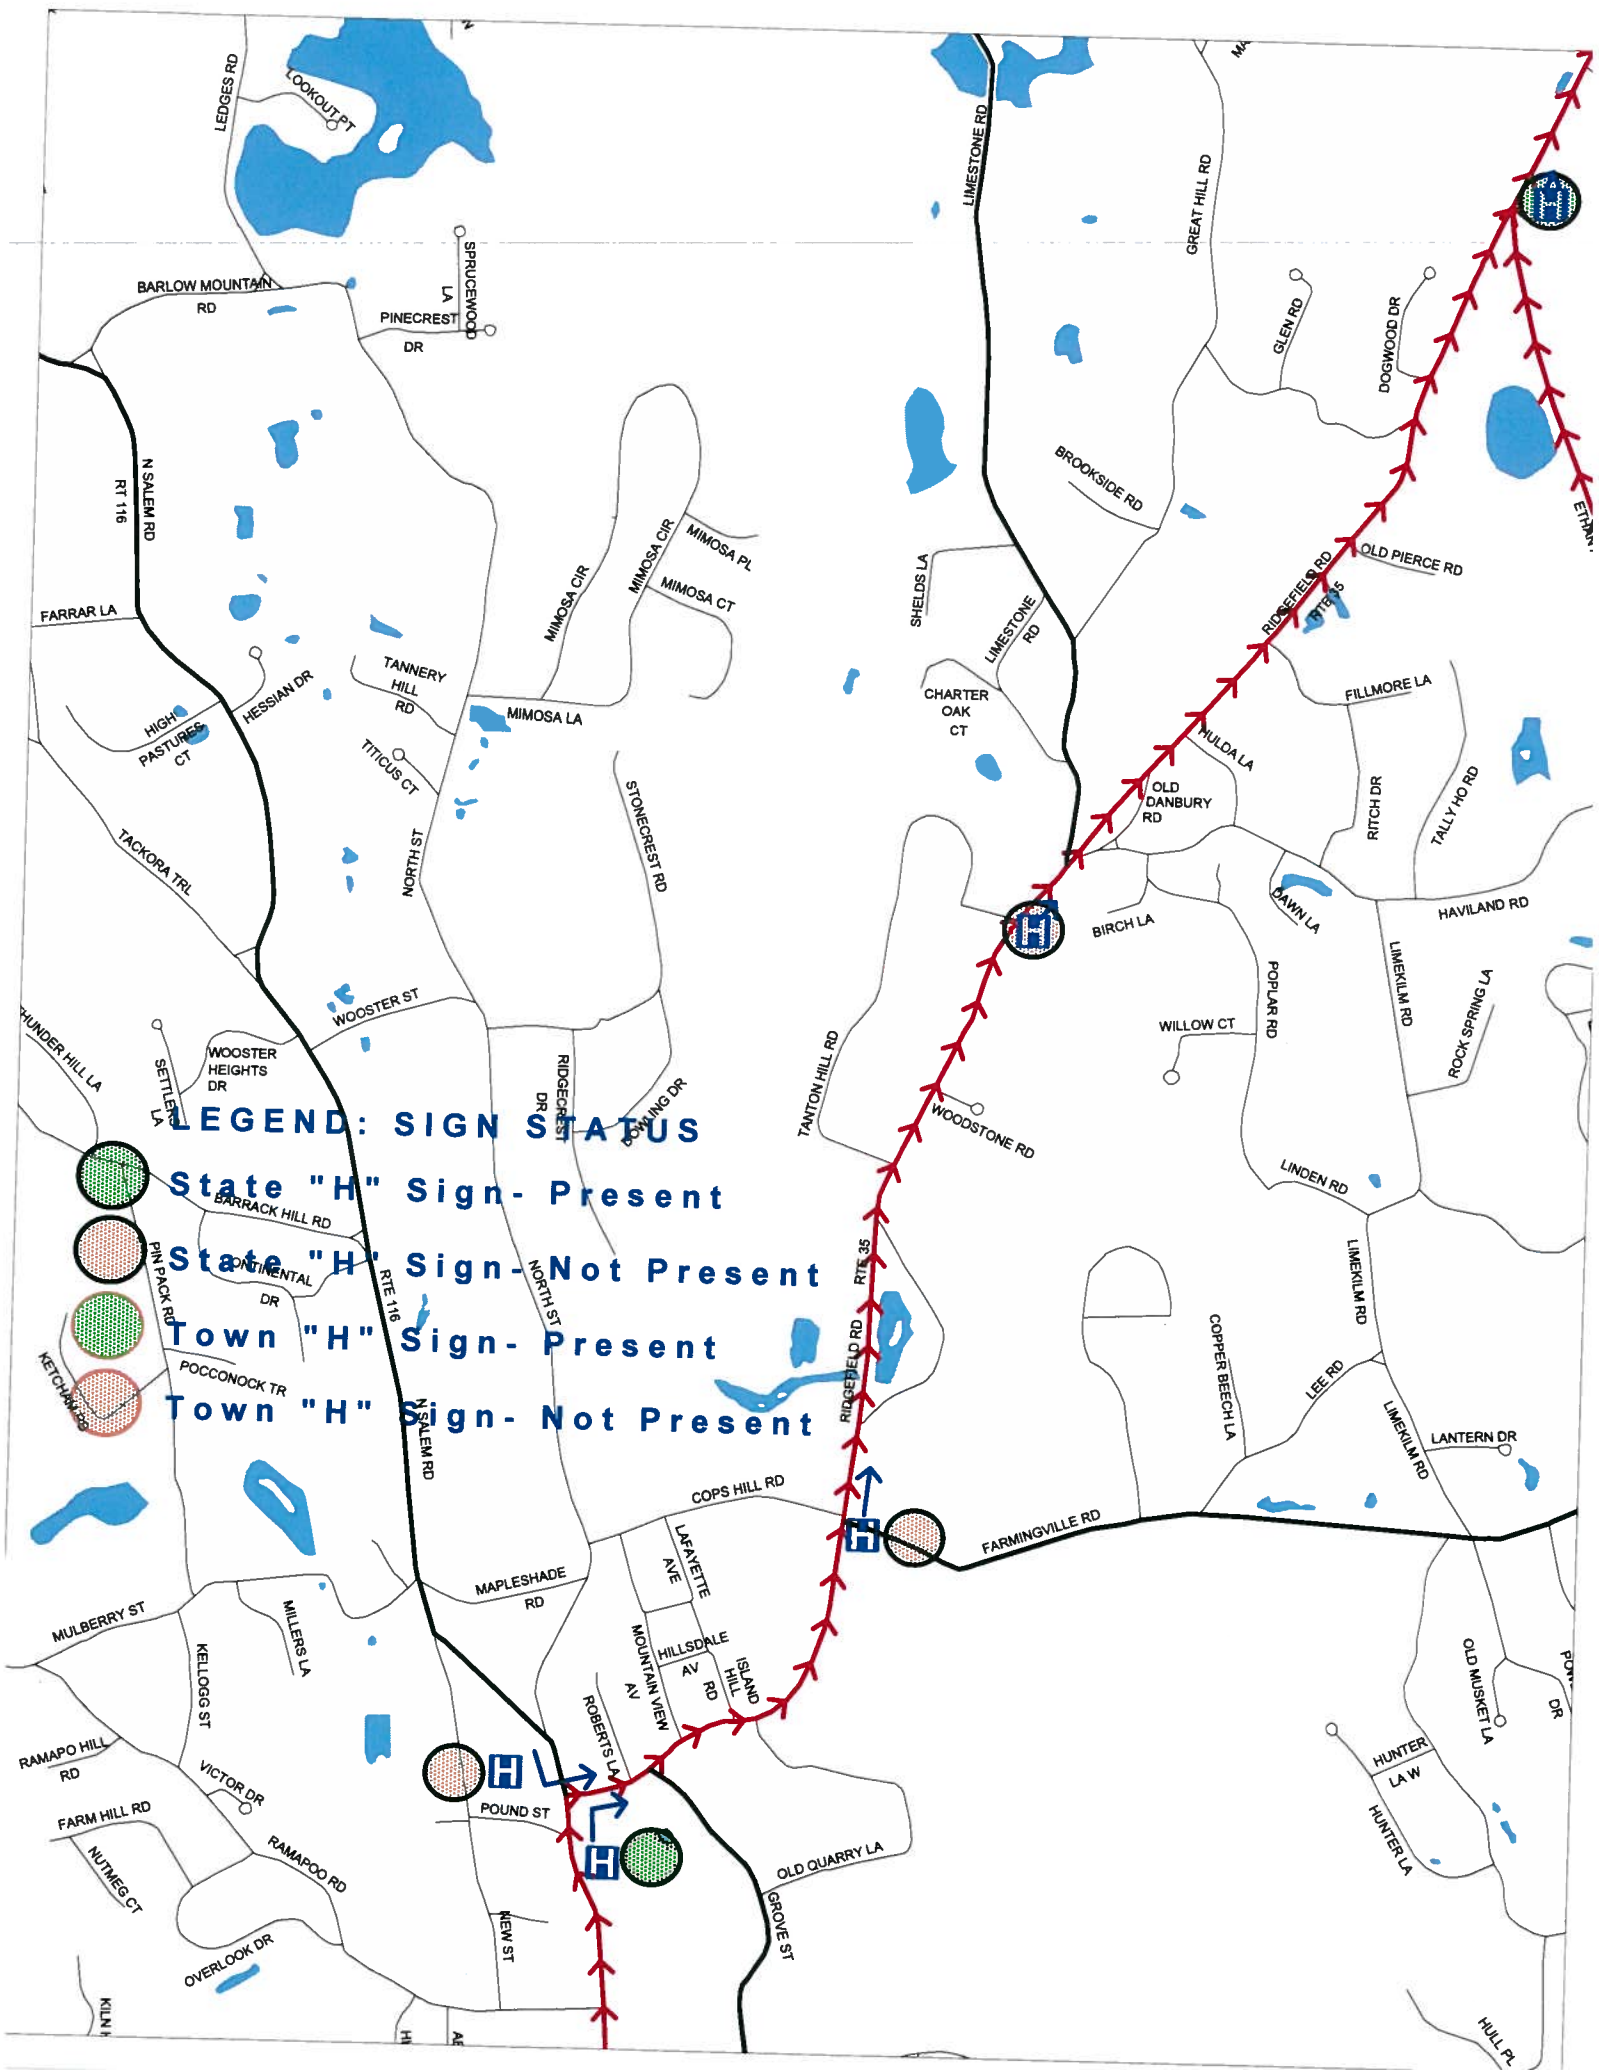 LEDGES RD
LOOKOUT PT
LIMESTONE RD
GREAT HILL RD
H
BARLOW MOUNTAIN
RD
SPRUCEWOOD
LA
PINECREST
DR
GLEN RD
DOGWOOD DR
N SALEM RD
RT 116
BROOKSIDE RD
MIMOSA CIR
MIMOSA CIR
MIMOSA PL
MIMOSA CT
SHELDS LA
OLD PIERCE RD
RIDGEFIELD RD
RTE 35
FARRAR LA
LIMESTONE
RD
TANNERY
HILL
RD
HESSIAN DR
HIGH
PASTURES
CT
MIMOSA LA
CHARTER
OAK
CT
FILLMORE LA
TITICUS CT
HULDA LA
OLD
DANBURY
RD
RITCH DR
TALLY HO RD
STONECREST RD
TACKORA TRL
NORTH ST
DAWN LA
HAVILAND RD
H
BIRCH LA
LIMEKILM RD
POPLAR RD
ROCK SPRING LA
WOOSTER ST
WILLOW CT
THUNDER HILL LA
SETTLERS
LA
WOOSTER
HEIGHTS
DR
RIDGECREST
DR
BOWLING DR
TANTON HILL RD
WOODSTONE RD
LEGEND: SIGN STATUS
State "H" Sign- Present
BARRACK HILL RD
LINDEN RD
State "H" Sign- Not Present
CONTINENTAL
DR
PIN PACK RD
RTE 116
NORTH ST
RTE 35
LIMEKILM RD
Town "H" Sign- Present
POCCONOCK TR
RIDGEFIELD RD
COPPER BEECH LA
LEE RD
Town "H" Sign- Not Present
N SALEM RD
LIMEKILM RD
LANTERN DR
COPS HILL RD
H
FARMINGVILLE RD
LAFAYETTE
AVE
MAPLESHADE
RD
MULBERRY ST
MILLERS LA
KELLOGG ST
MOUNTAIN VIEW
AV
HILLSDALE
AV
ISLAND
HILL
RD
ROBERTS LA
OLD MUSKET LA
DR
RAMAPO HILL
RD
VICTOR DR
H
POUND ST
HUNTER
LA W
HUNTER LA
FARM HILL RD
NUTMEG CT
RAMAPOO RD
H
OLD QUARRY LA
GROVE ST
NEW ST
OVERLOOK DR
HULL PL